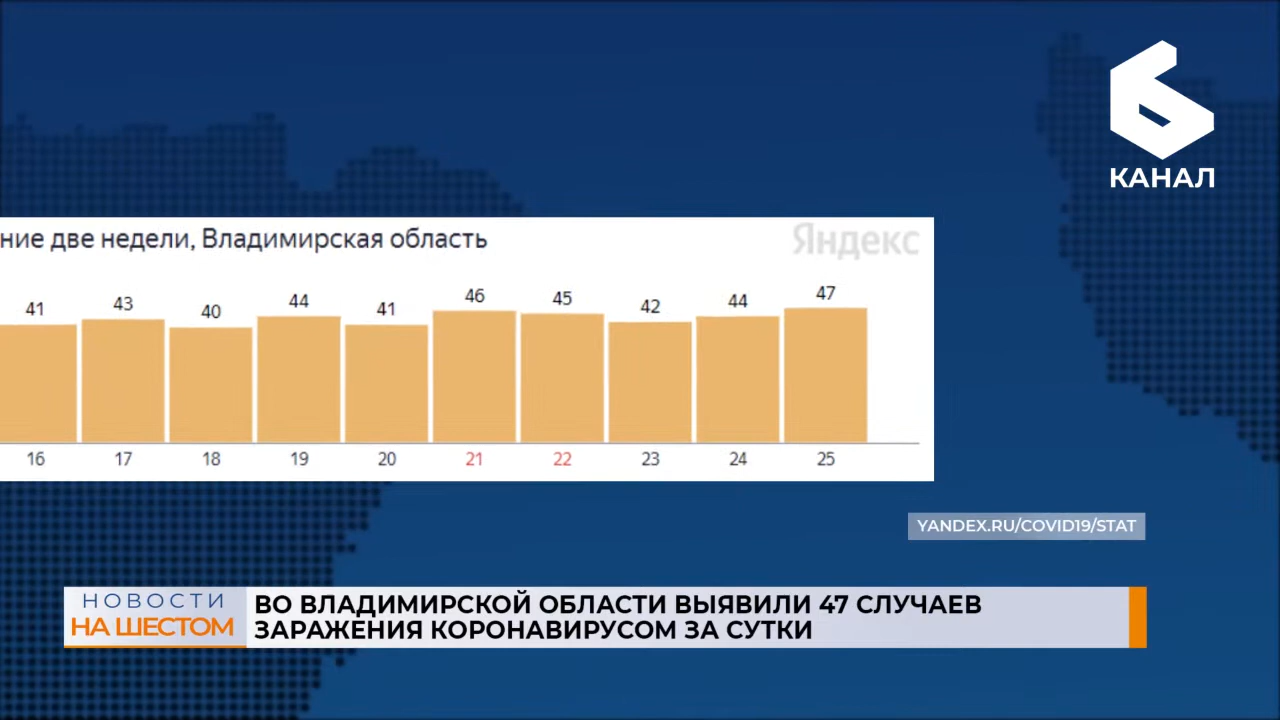 КАНАЛ
ние две недели, Владимирская область
Яндекс
41 43 40 44 41 46 45 42 44 47
16 17 18 19 20 21 22 23 24 25
YANDEX.RU/COVID19/STAT
НОВОСТИ
НА ШЕСТОМ
ВО ВЛАДИМИРСКОЙ ОБЛАСТИ ВЫЯВИЛИ 47 СЛУЧАЕВ
ЗАРАЖЕНИЯ КОРОНАВИРУСОМ ЗА СУТКИ